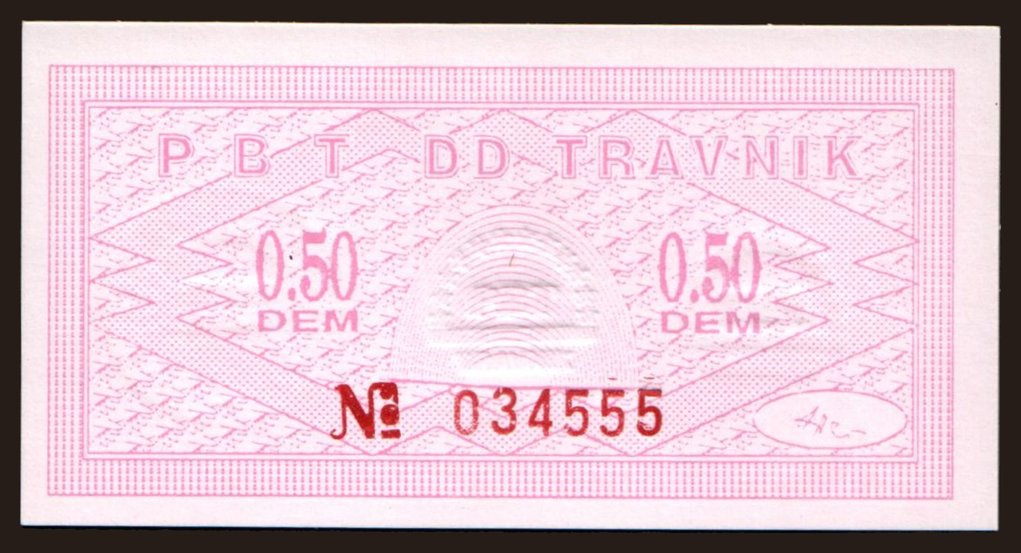 P B T DD TRAVNIK
0.50 0.50
DEM DEM
№ 034555